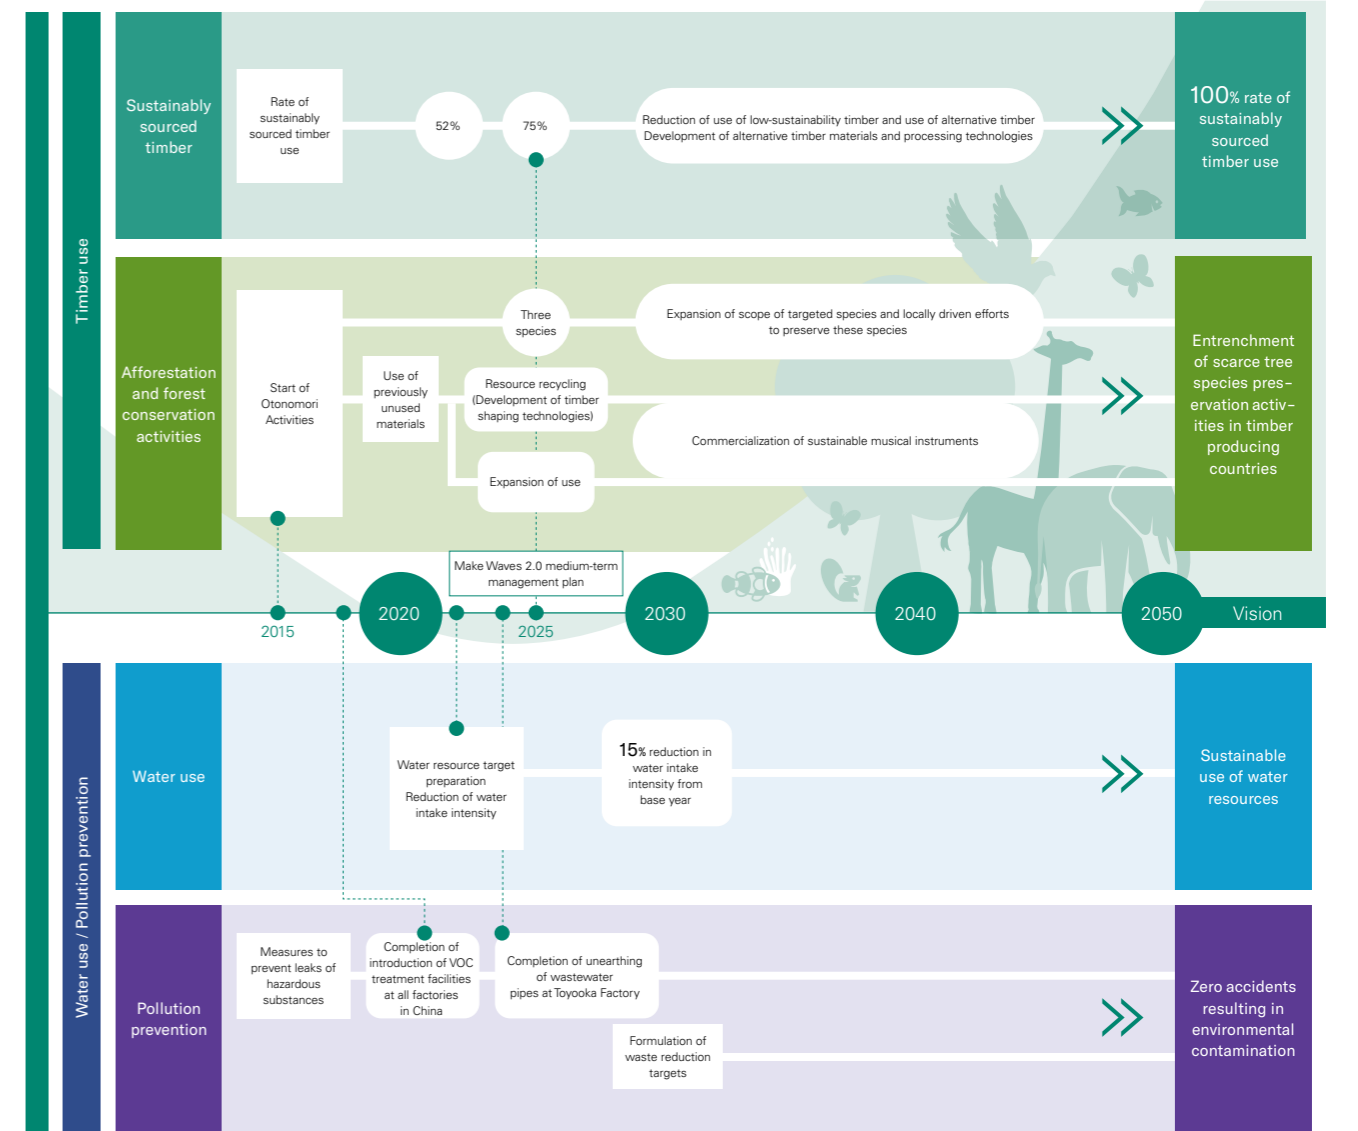 Timber use
Sustainably
sourced
timber
Rate of
sustainably
sourced timber
use
52%
75%
Reduction of use of low-sustainability timber and use of alternative timber
Development of alternative timber materials and processing technologies
100% rate of
sustainably
sourced
timber use
Afforestation
and forest
conservation
activities
Start of
Otonomori
Activities
Use of
previously
unused
materials
Three
species
Resource recycling
(Development of timber
shaping technologies)
Expansion of use
Expansion of scope of targeted species and locally driven efforts
to preserve these species
Commercialization of sustainable musical instruments
Entrenchment
of scarce tree
species pres-
ervation activ-
ities in timber
producing
countries
Make Waves 2.0 medium-term
management plan
2015
2020
2025
2030
2040
2050
Vision
Water use / Pollution prevention
Water use
Water resource target
preparation
Reduction of water
intake intensity
15% reduction in
water intake
intensity from
base year
Sustainable
use of water
resources
Pollution
prevention
Measures to
prevent leaks of
hazardous
substances
Completion of
introduction of VOC
treatment facilities
at all factories
in China
Completion of unearthing
of wastewater
pipes at Toyooka Factory
Formulation of
waste reduction
targets
Zero accidents
resulting in
environmental
contamination